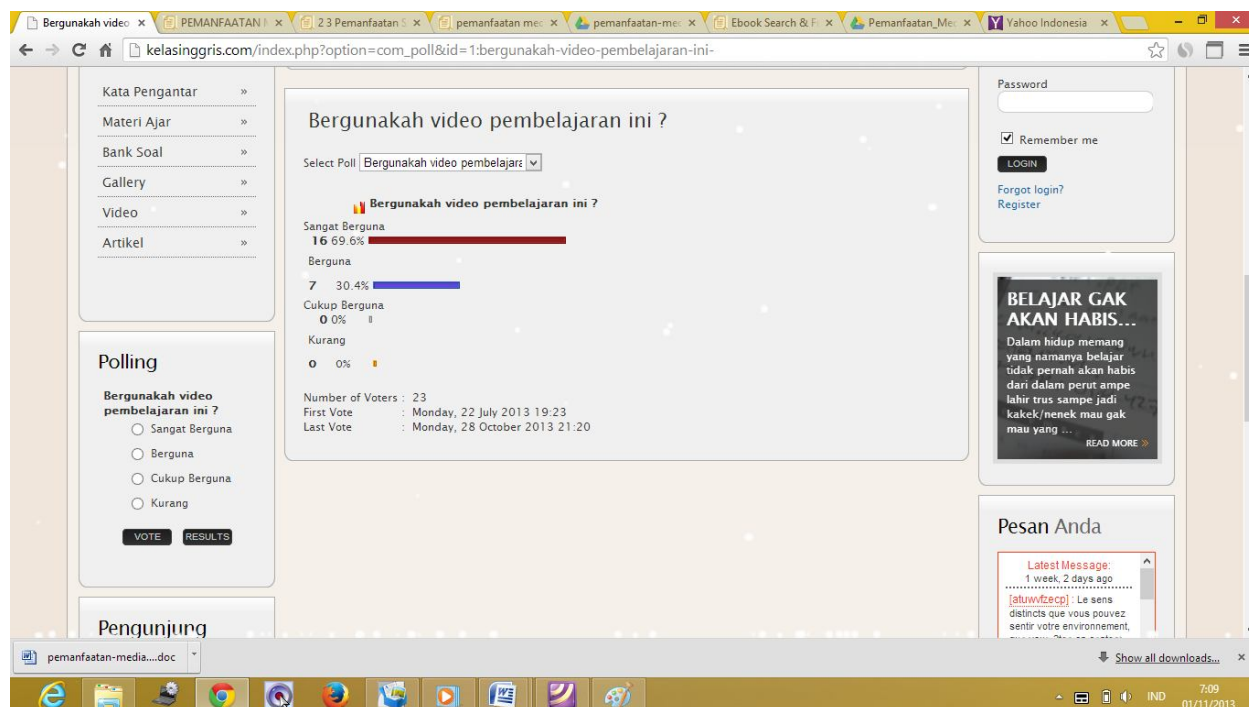 Bergunakah video
PEMANFAATAN
2 3 Pemanfaatan S
pemanfaatan mec
pemanfaatan-mec
Ebook Search & F
Pemanfaatan_Mec
Yahoo Indonesia
kelasinggris.com/index.php?option=com_poll&id=1:bergunakah-video-pembelajaran-ini-
Kata Pengantar »
Materi Ajar »
Bank Soal »
Gallery »
Video »
Artikel »
Polling
Bergunakah video
pembelajaran ini ?
Sangat Berguna
Berguna
Cukup Berguna
Kurang
VOTE RESULTS
Pengunjung
Bergunakah video pembelajaran ini ?
Select Poll Bergunakah video pembelajara
Bergunakah video pembelajaran ini ?
Sangat Berguna
16 69.6%
Berguna
7 30.4%
Cukup Berguna
0 0%
Kurang
0 0%
Number of Voters : 23
First Vote : Monday, 22 July 2013 19:23
Last Vote : Monday, 28 October 2013 21:20
Password
Remember me
LOGIN
Forgot login?
Register
BELAJAR GAK
AKAN HABIS...
Dalam hidup memang
yang namanya belajar
tidak pernah akan habis
dari dalam perut ampe
lahir trus sampe jadi
kakek/nenek mau gak
mau yang ...
READ MORE »
Pesan Anda
Latest Message:
1 week, 2 days ago
[atuwvfzecp] : Le sens
distincts que vous pouvez
sentir votre environnement,
pemanfaatan-media....doc
Show all downloads...
IND
7:09
01/11/2013